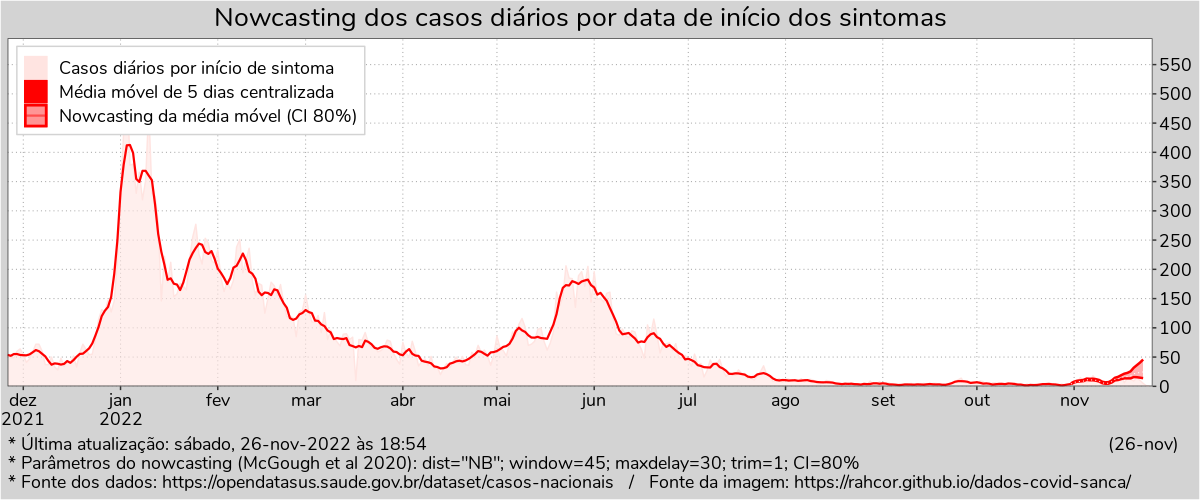 Nowcasting dos casos diários por data de início dos sintomas
Casos diários por início de sintoma
Média móvel de 5 dias centralizada
Nowcasting da média móvel (CI 80%)
550
500
450
400
350
300
250
200
150
100
50
0
dez jan fev mar abr mai jun jul ago set out nov
2021 2022
* Última atualização: sábado, 26-nov-2022 às 18:54 (26-nov)
* Parâmetros do nowcasting (McGough et al 2020): dist="NB"; window=45; maxdelay=30; trim=1; CI=80%
* Fonte dos dados: https://opendatasus.saude.gov.br/dataset/casos-nacionais / Fonte da imagem: https://rahcor.github.io/dados-covid-sanca/